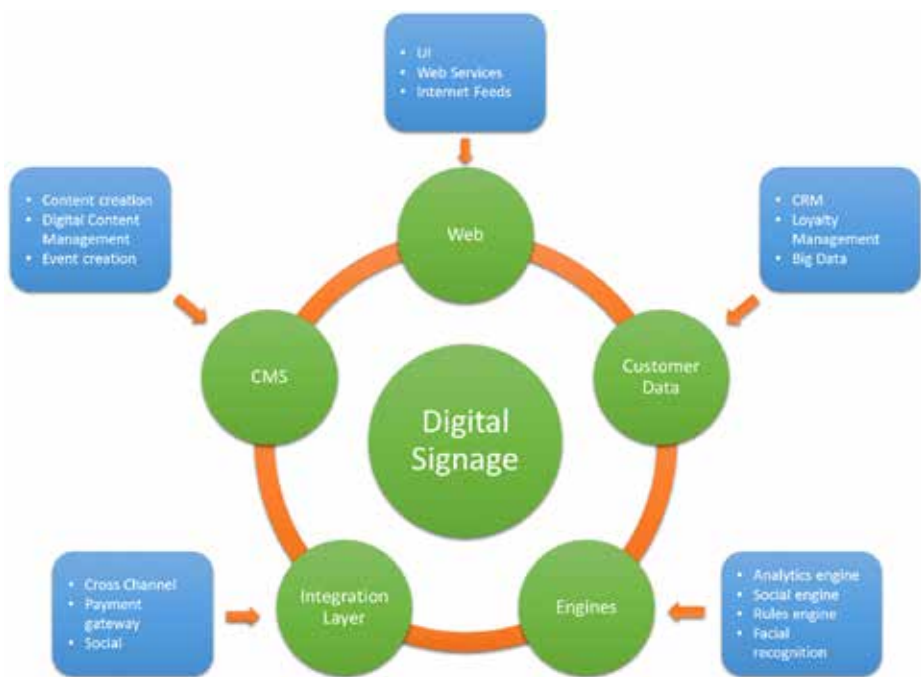 • UI
• Web Services
• Internet Feeds
Web
• Content creation
• Digital Content
Management
• Event creation
• CRM
• Loyalty
Management
• Big Data
CMS
Customer
Data
Digital
Signage
• Cross Channel
• Payment
gateway
• Social
Integration
Layer
Engines
• Analytics engine
• Social engine
• Rules engine
• Facial
recognition